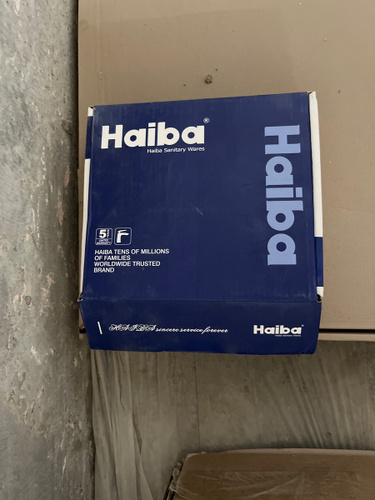 Haiba®
Haiba Sanitary Wares
Haiba
5
HAIBA TENS OF MILLIONS
OF FAMILIES
WORLDWIDE TRUSTED
BRAND
HAIBA sincere service forever
Haiba